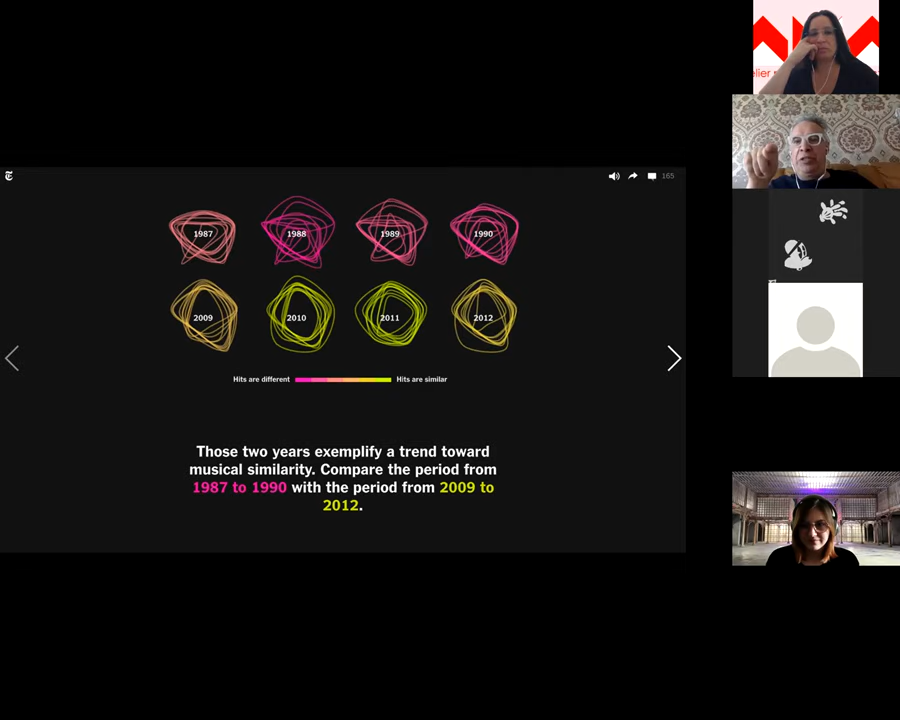 165
1987
1988
1989
1990
2009
2010
2011
2012
Hits are different
Hits are similar
Those two years exemplify a trend toward
musical similarity. Compare the period from
1987 to 1990 with the period from 2009 to
2012.